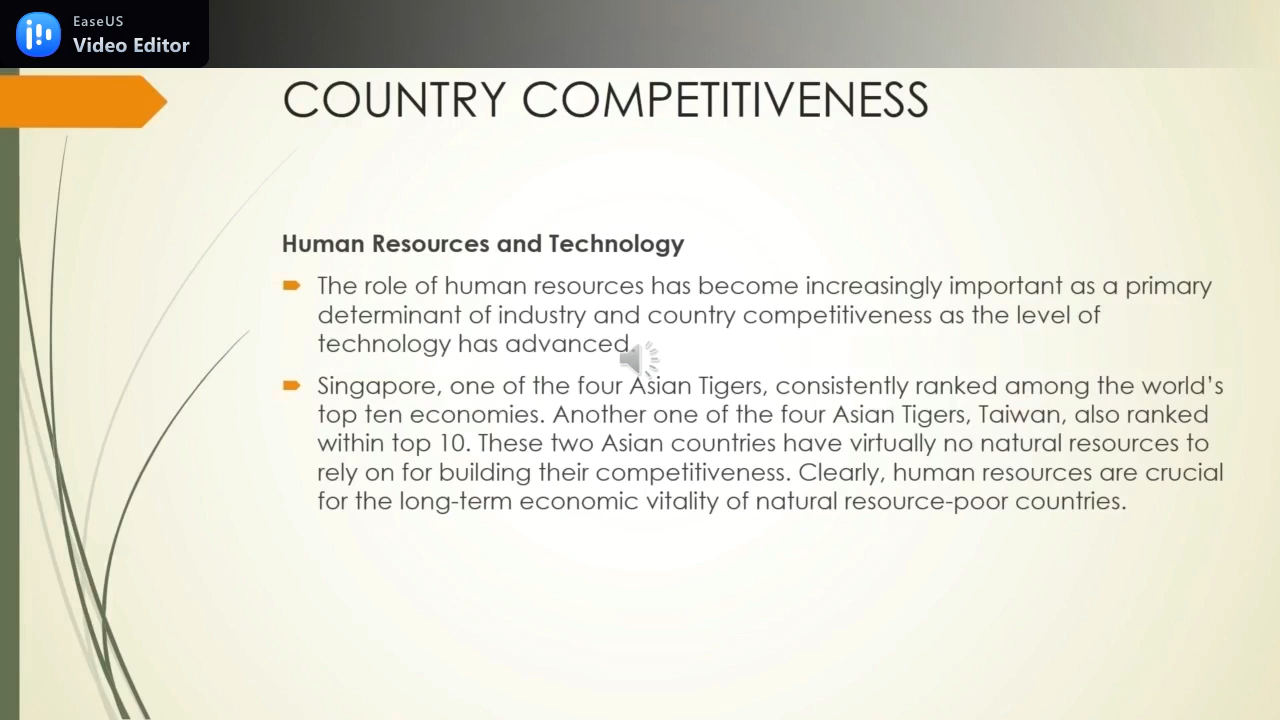 EaseUS
Video Editor
COUNTRY COMPETITIVENESS
Human Resources and Technology
The role of human resources has become increasingly important as a primary
determinant of industry and country competitiveness as the level of
technology has advanced.
Singapore, one of the four Asian Tigers, consistently ranked among the world’s
top ten economies. Another one of the four Asian Tigers, Taiwan, also ranked
within top 10. These two Asian countries have virtually no natural resources to
rely on for building their competitiveness. Clearly, human resources are crucial
for the long-term economic vitality of natural resource-poor countries.